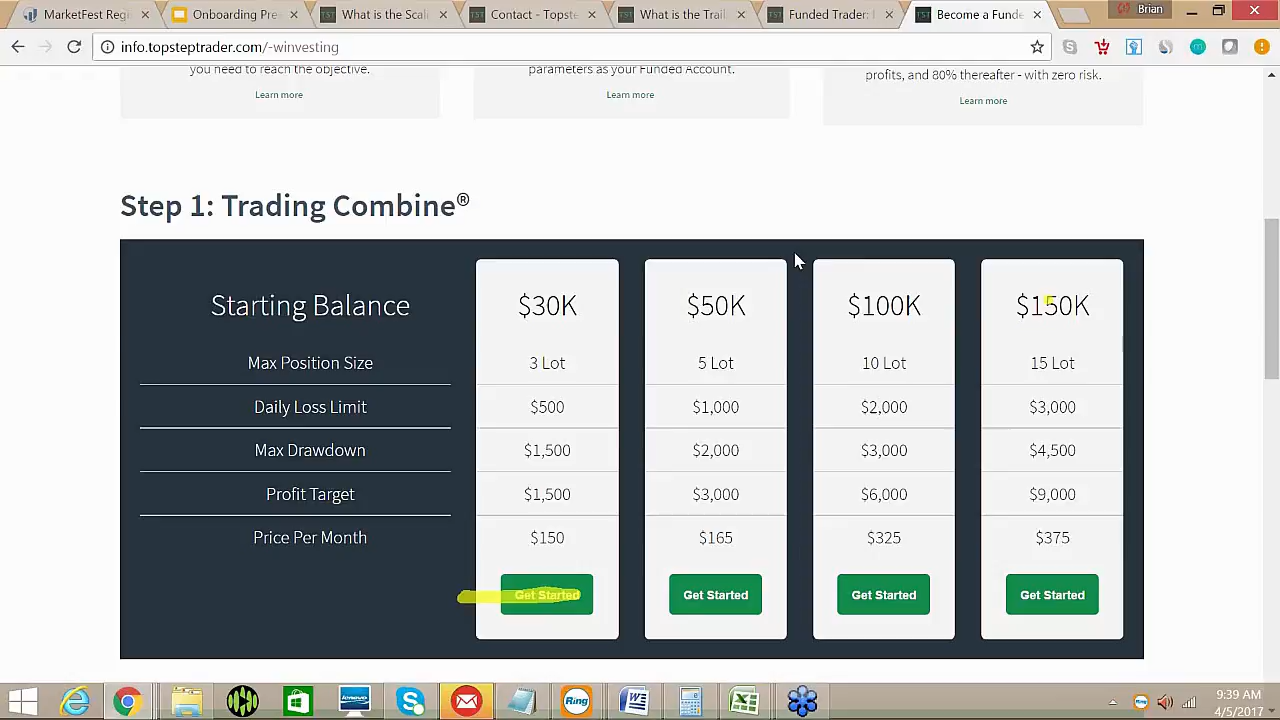 MarketFest Regi
Onboarding Pre
What is the Scal
Contact - Topste
What is the Trail
Funded Trader: f
Become a Funde
Brian
info.topsteptrader.com/-winvesting
you need to reach the objective.
parameters as your Funded Account.
profits, and 80% thereafter - with zero risk.
Learn more
Learn more
Learn more
Step 1: Trading Combine®
Starting Balance $30K $50K $100K $150K
Max Position Size 3 Lot 5 Lot 10 Lot 15 Lot
Daily Loss Limit $500 $1,000 $2,000 $3,000
Max Drawdown $1,500 $2,000 $3,000 $4,500
Profit Target $1,500 $3,000 $6,000 $9,000
Price Per Month $150 $165 $325 $375
Get Started Get Started Get Started Get Started
lenovo
Ring
9:39 AM
4/5/2017